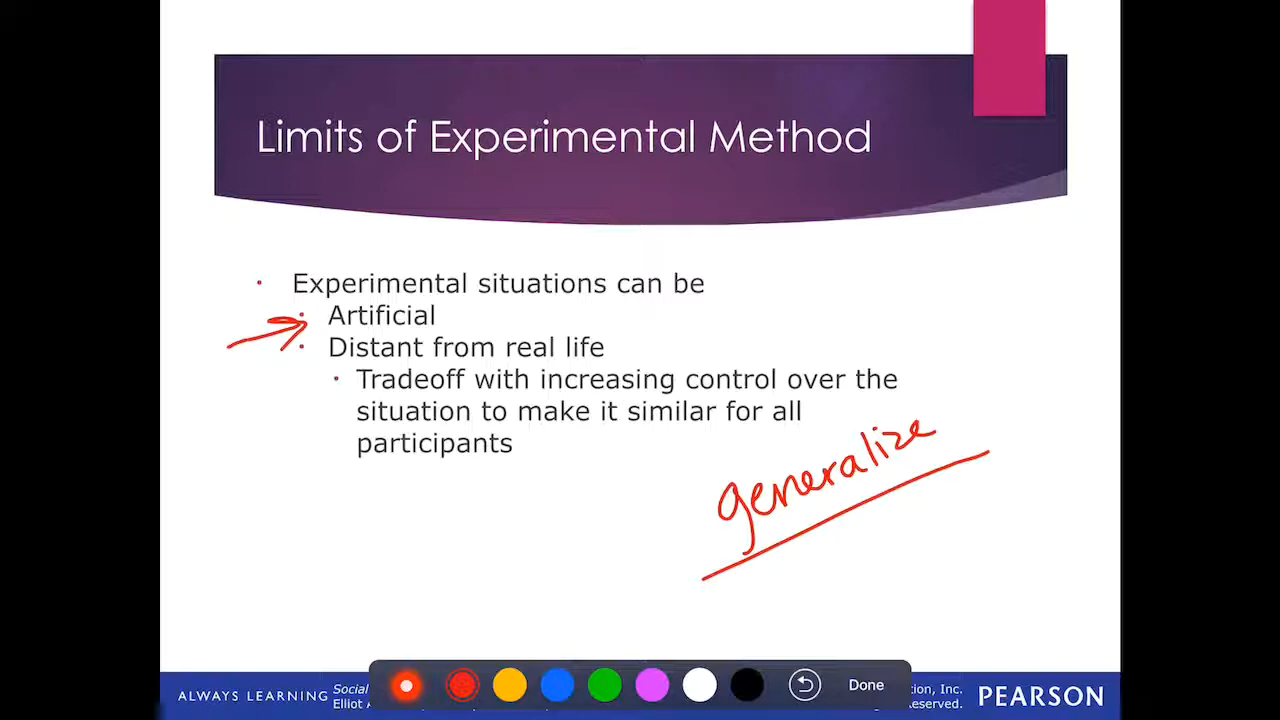 Limits of Experimental Method
• Experimental situations can be
• Artificial
• Distant from real life
• Tradeoff with increasing control over the
situation to make it similar for all
participants
generalize
Done
ALWAYS LEARNING
Social
Elliot A
tion, Inc.
Reserved.
PEARSON